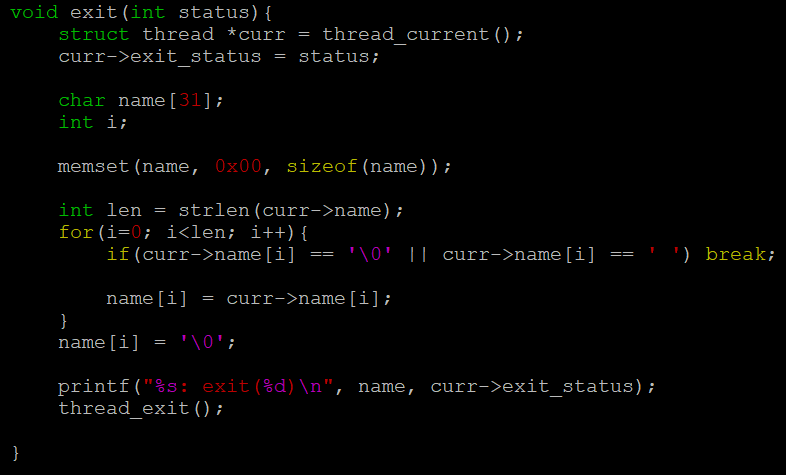 void exit(int status){
    struct thread *curr = thread_current();
    curr->exit_status = status;

    char name[31];
    int i;

    memset(name, 0x00, sizeof(name));

    int len = strlen(curr->name);
    for(i=0; i<len; i++){
        if(curr->name[i] == '\0' || curr->name[i] == ' ') break;

        name[i] = curr->name[i];
    }
    name[i] = '\0';

    printf("%s: exit(%d)\n", name, curr->exit_status);
    thread_exit();

}